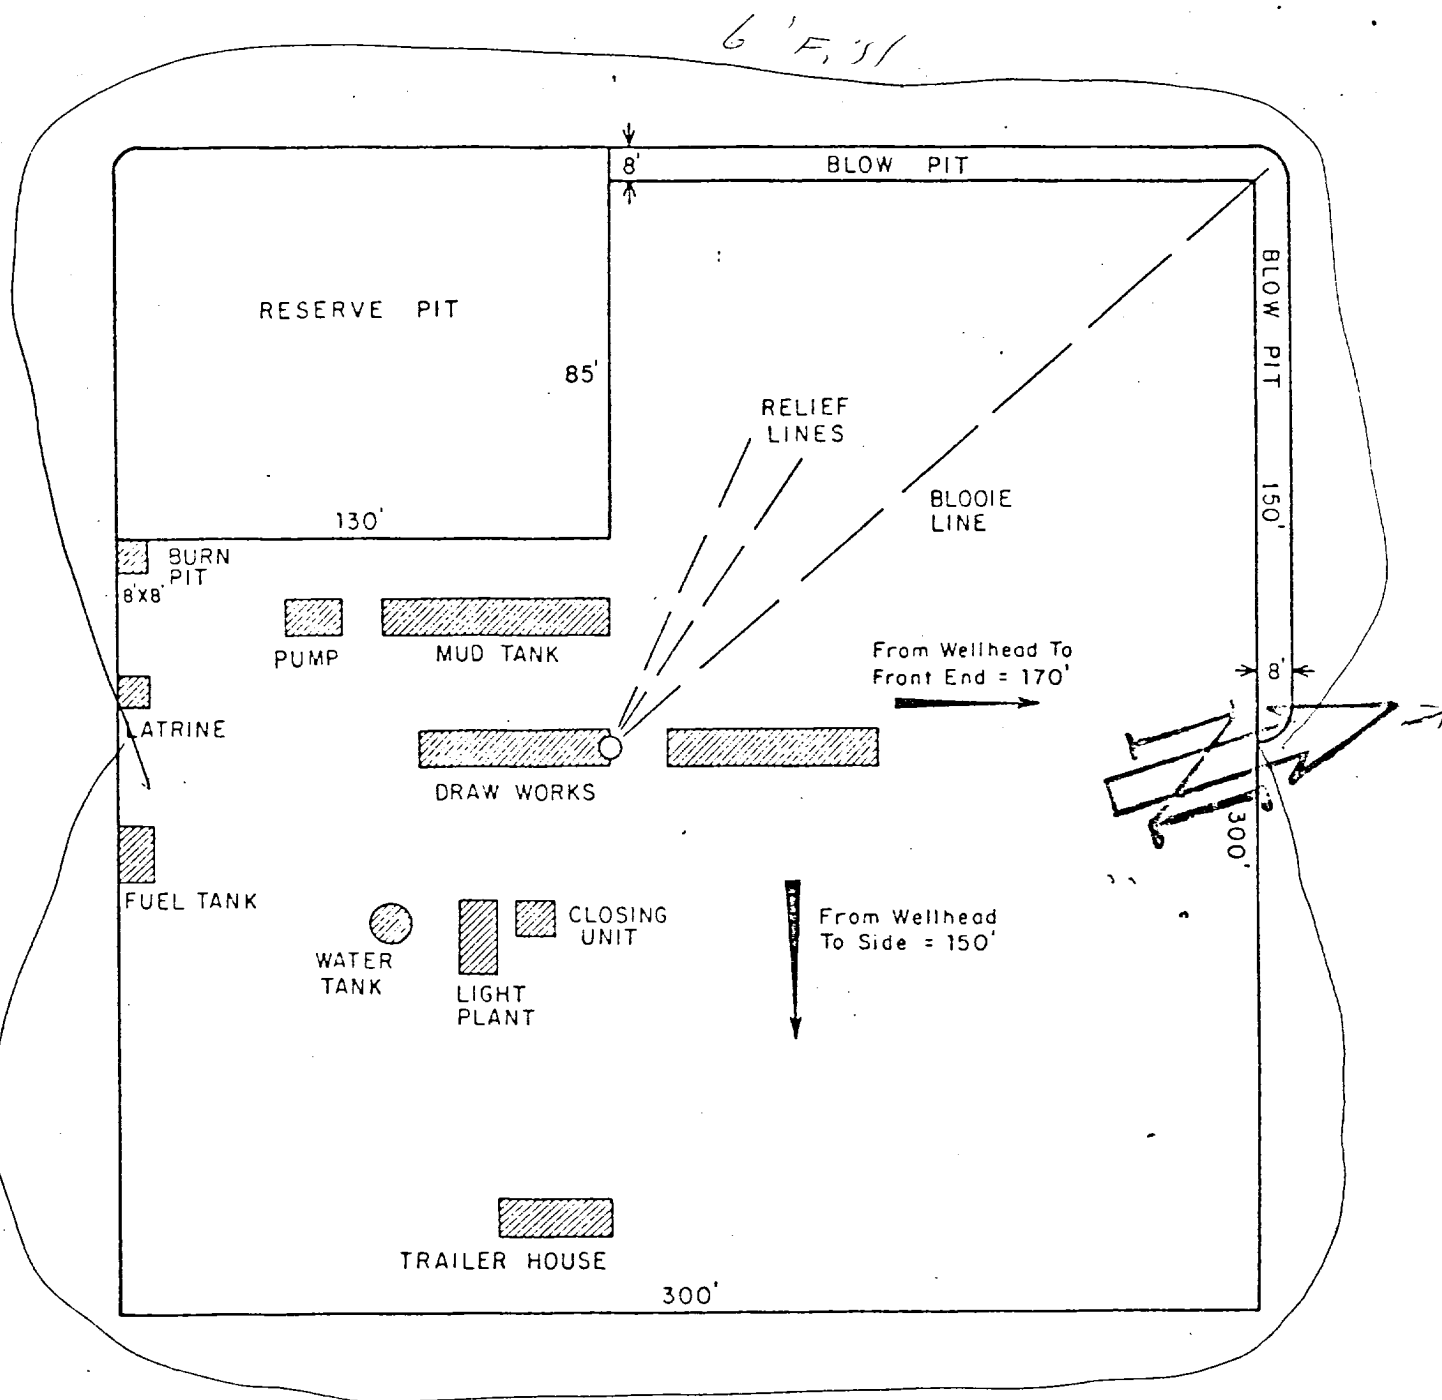 8'
BLOW PIT
BLOW PIT
RESERVE PIT
85'
RELIEF
LINES
BLOOIE
LINE
150'
130'
BURN
PIT
8'X8'
PUMP
MUD TANK
From Wellhead To
Front End = 170'
8'
LATRINE
DRAW WORKS
300'
FUEL TANK
WATER
TANK
LIGHT
PLANT
CLOSING
UNIT
From Wellhead
To Side = 150'
TRAILER HOUSE
300'